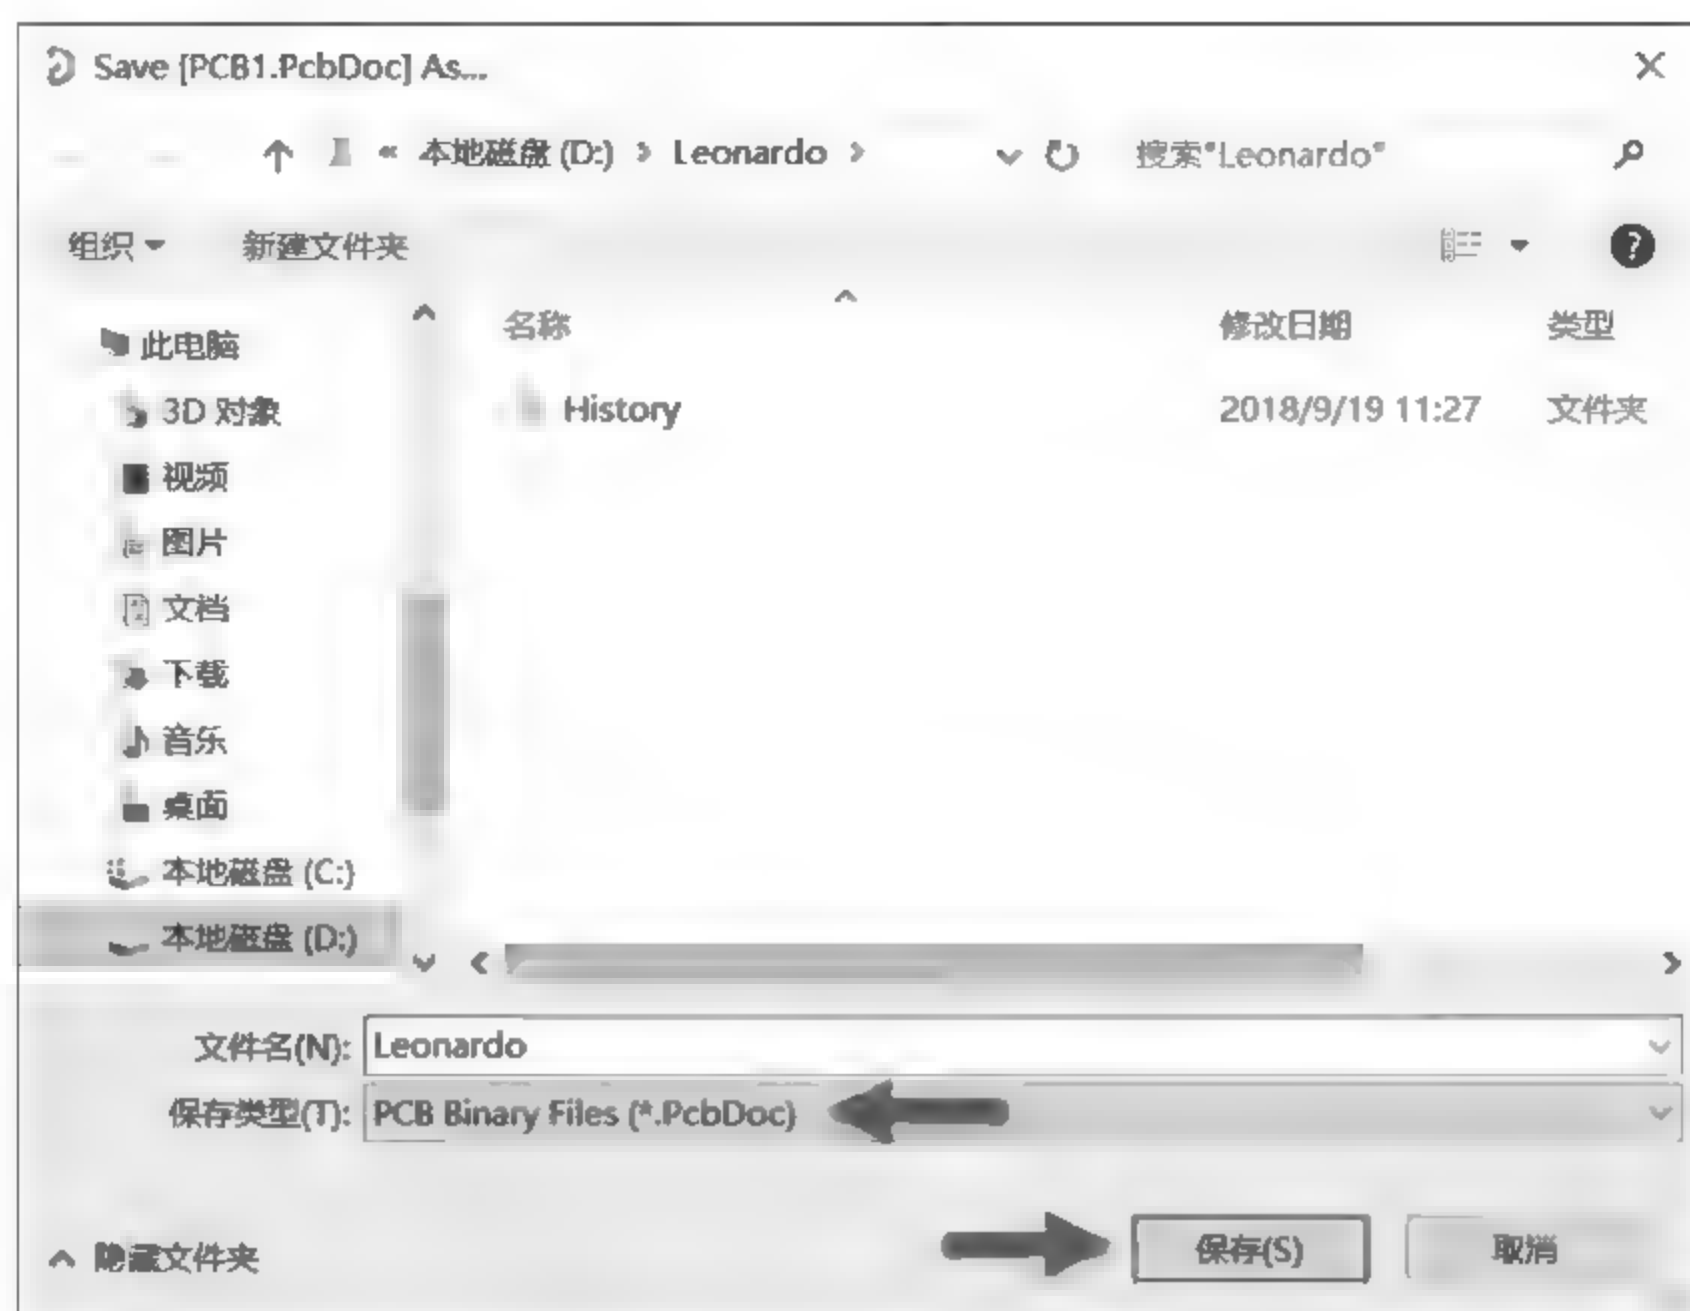 Save [PCB1.PcbDoc] As...
« 本地磁盘 (D:) › Leonardo › 搜索"Leonardo"
组织 新建文件夹
名称 修改日期 类型
此电脑
3D 对象
History 2018/9/19 11:27 文件夹
视频
图片
文档
下载
音乐
桌面
本地磁盘 (C:)
本地磁盘 (D:)
文件名(N): Leonardo
保存类型(T): PCB Binary Files (*.PcbDoc)
隐藏文件夹 保存(S) 取消